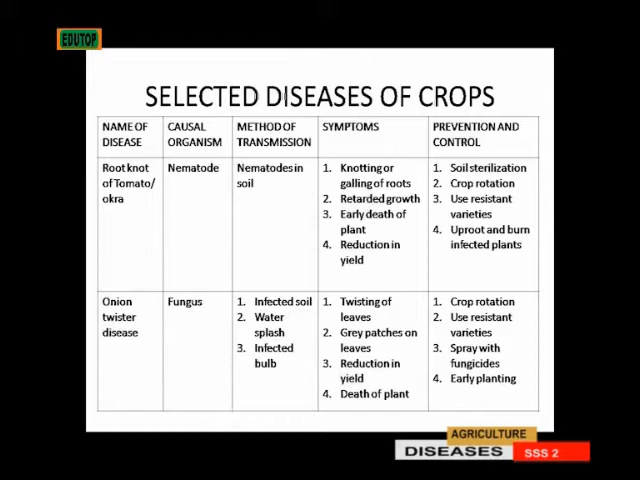 EDUTOP
SELECTED DISEASES OF CROPS
NAME OF DISEASE
CAUSAL ORGANISM
METHOD OF TRANSMISSION
SYMPTOMS
PREVENTION AND CONTROL
Root knot
of Tomato/
okra
Nematode
Nematodes in
soil
1. Knotting or
galling of roots
2. Retarded growth
3. Early death of
plant
4. Reduction in
yield
1. Soil sterilization
2. Crop rotation
3. Use resistant
varieties
4. Uproot and burn
infected plants
Onion
twister
disease
Fungus
1. Infected soil
2. Water
splash
3. Infected
bulb
1. Twisting of
leaves
2. Grey patches on
leaves
3. Reduction in
yield
4. Death of plant
1. Crop rotation
2. Use resistant
varieties
3. Spray with
fungicides
4. Early planting
AGRICULTURE
DISEASES SSS 2